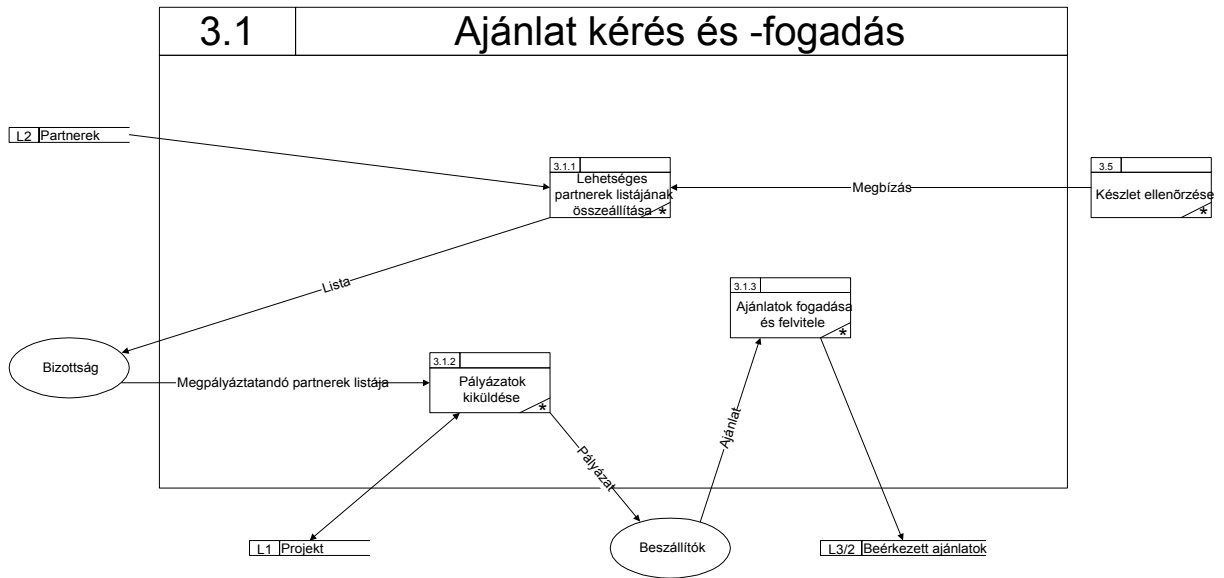 3.1 Ajánlat kérés és -fogadás
L2 Partnerek
3.1.1
Lehetséges
partnerek listájának
összeállítása
*
Megbízás
3.5
Készlet ellenõrzése
*
Lista
3.1.3
Ajánlatok fogadása
és felvitele
*
Bizottság
Megpályáztatandó partnerek listája
3.1.2
Pályázatok
kiküldése
*
Pályázat
Ajánlat
L1 Projekt
Beszállítók
L3/2 Beérkezett ajánlatok